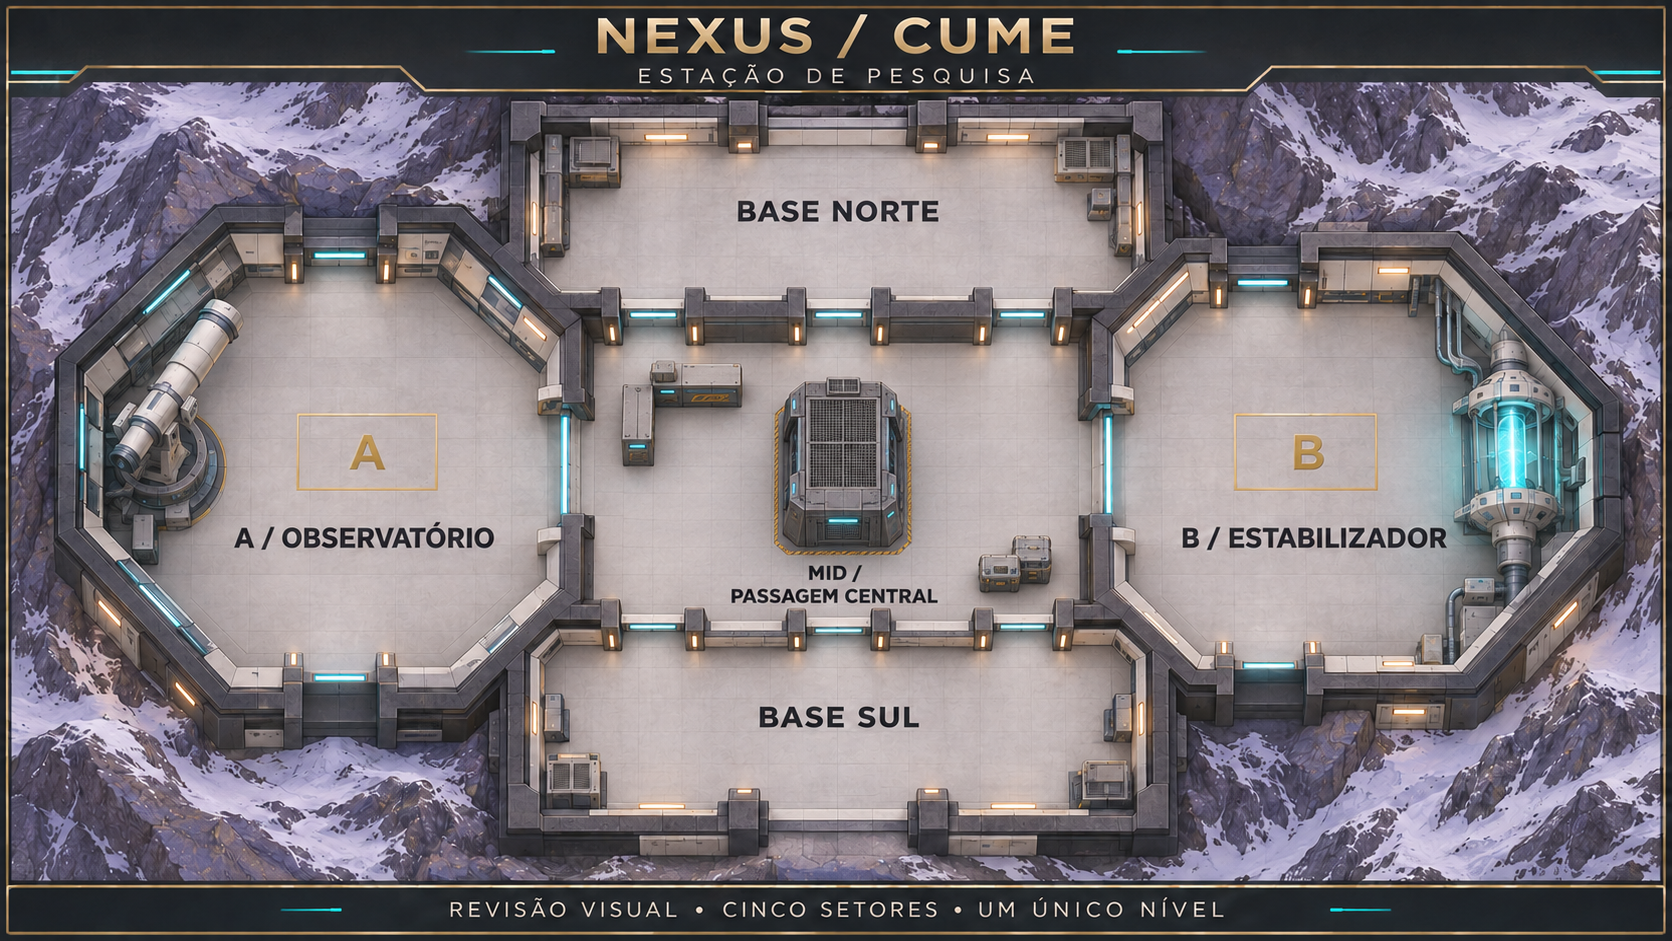 NEXUS / CUME
ESTAÇÃO DE PESQUISA
BASE NORTE
A
B
A / OBSERVATÓRIO
B / ESTABILIZADOR
MID /
PASSAGEM CENTRAL
BASE SUL
REVISÃO VISUAL • CINCO SETORES • UM ÚNICO NÍVEL